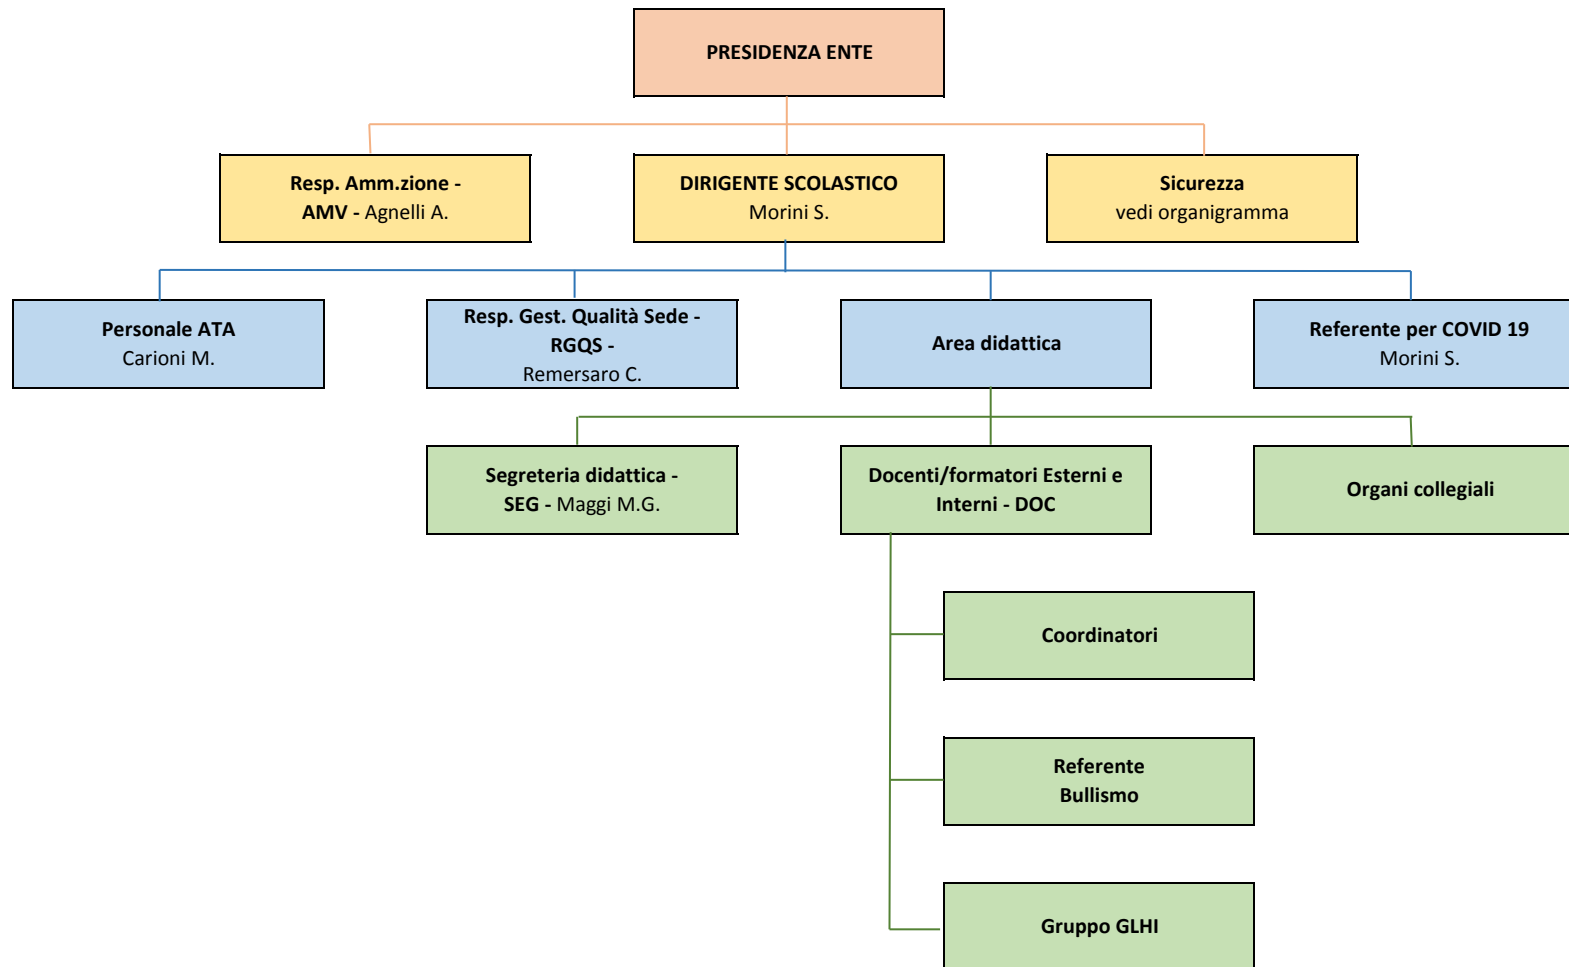 PRESIDENZA ENTE
Resp. Amm.zione -
AMV - Agnelli A.
DIRIGENTE SCOLASTICO
Morini S.
Sicurezza
vedi organigramma
Personale ATA
Carioni M.
Resp. Gest. Qualità Sede -
RGQS -
Remersaro C.
Area didattica
Referente per COVID 19
Morini S.
Segreteria didattica -
SEG - Maggi M.G.
Docenti/formatori Esterni e
Interni - DOC
Organi collegiali
Coordinatori
Referente
Bullismo
Gruppo GLHI